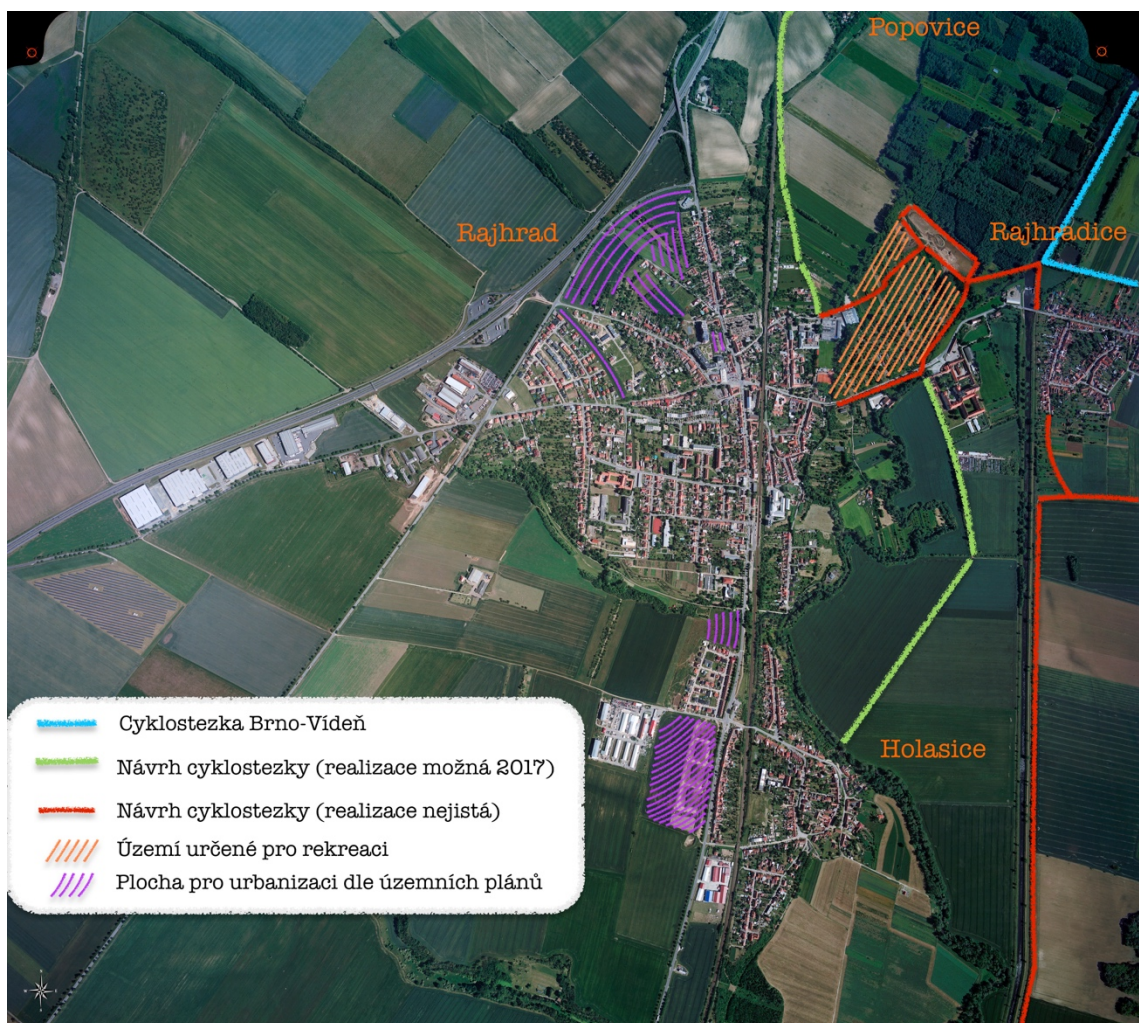 Popovice
Rajhrad
Rajhradice
Holasice
Cyklostezka Brno-Vídeň
Návrh cyklostezky (realizace možná 2017)
Návrh cyklostezky (realizace nejistá)
Území určené pro rekreaci
Plocha pro urbanizaci dle územních plánů